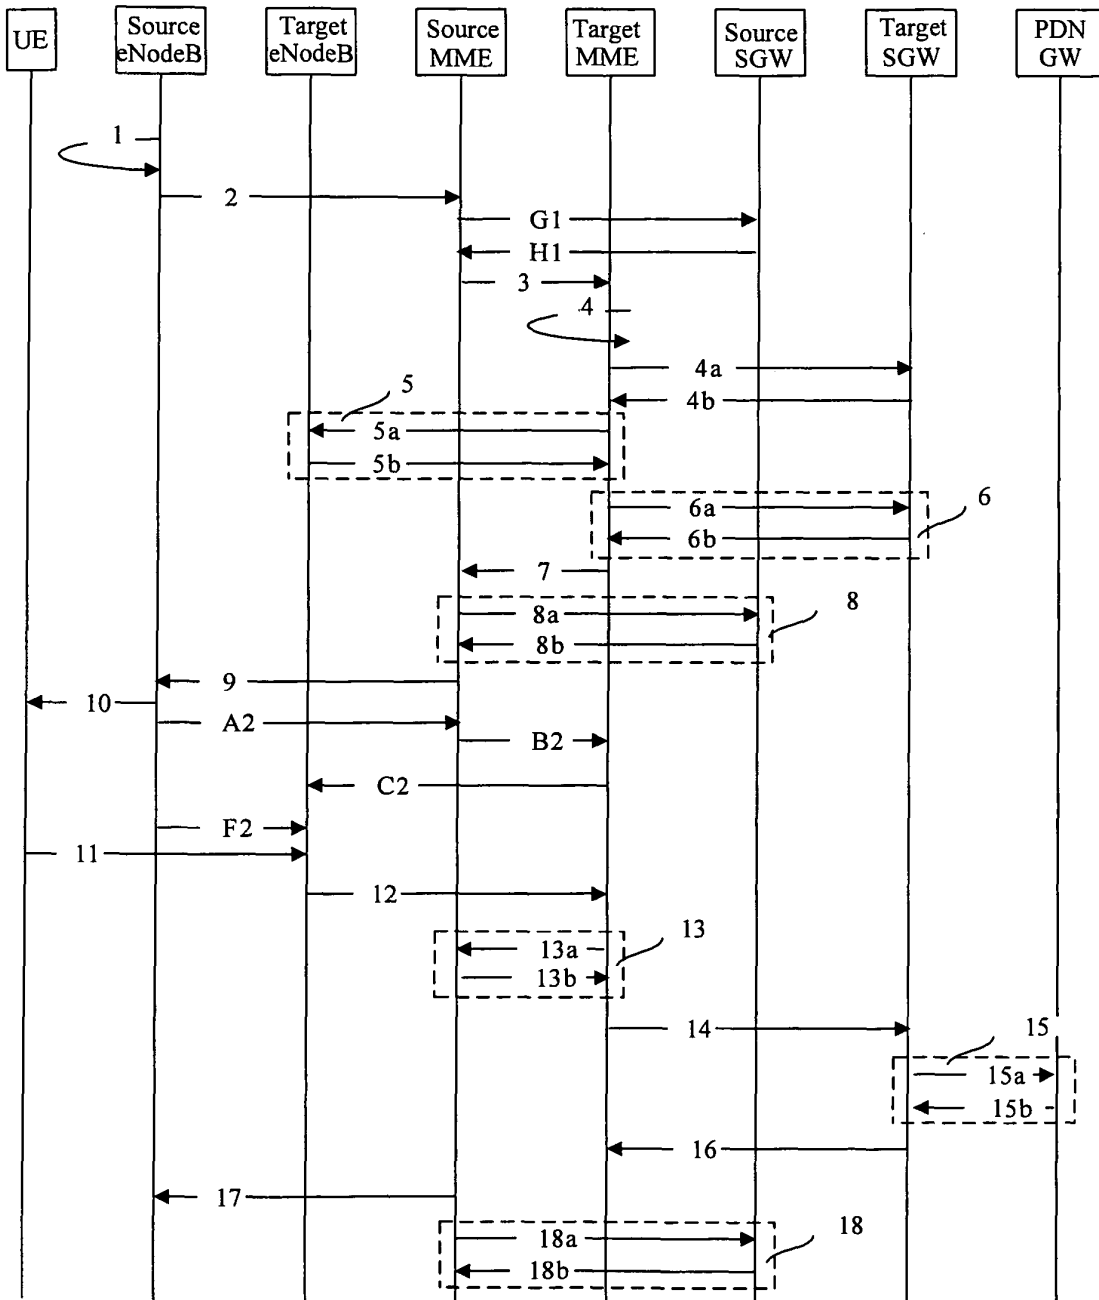 UE
Source
eNodeB
Target
eNodeB
Source
MME
Target
MME
Source
SGW
Target
SGW
PDN
GW
1
2
G1
H1
3
4
4a
4b
5
5a
5b
6
6a
6b
7
8
8a
8b
9
10
A2
B2
C2
F2
11
12
13
13a
13b
14
15
15a
15b
16
17
18
18a
18b